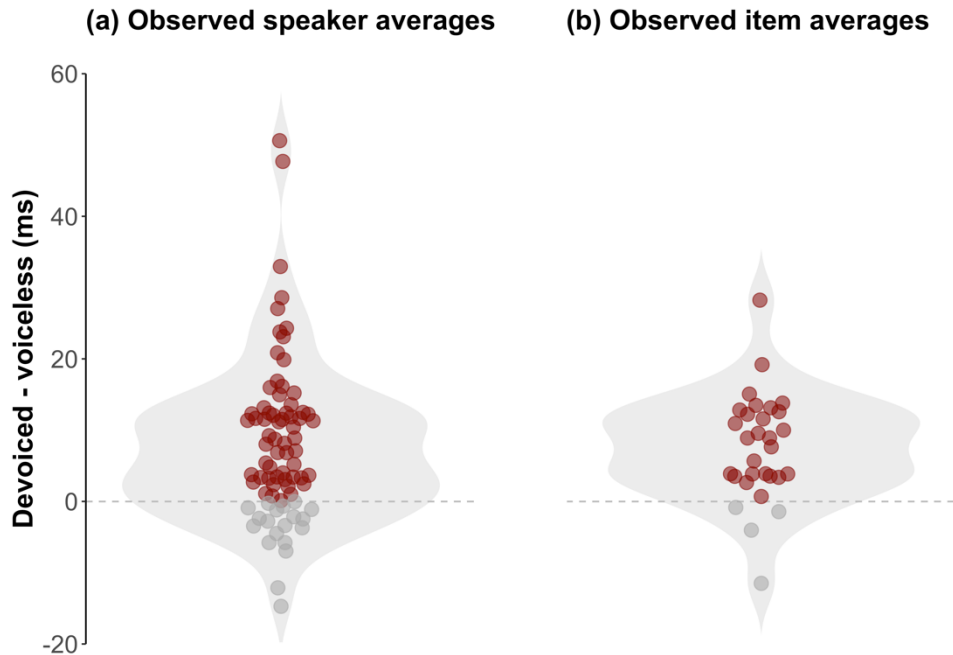 (a) Observed speaker averages
(b) Observed item averages
Devoiced - voiceless (ms)
60
40
20
0
-20